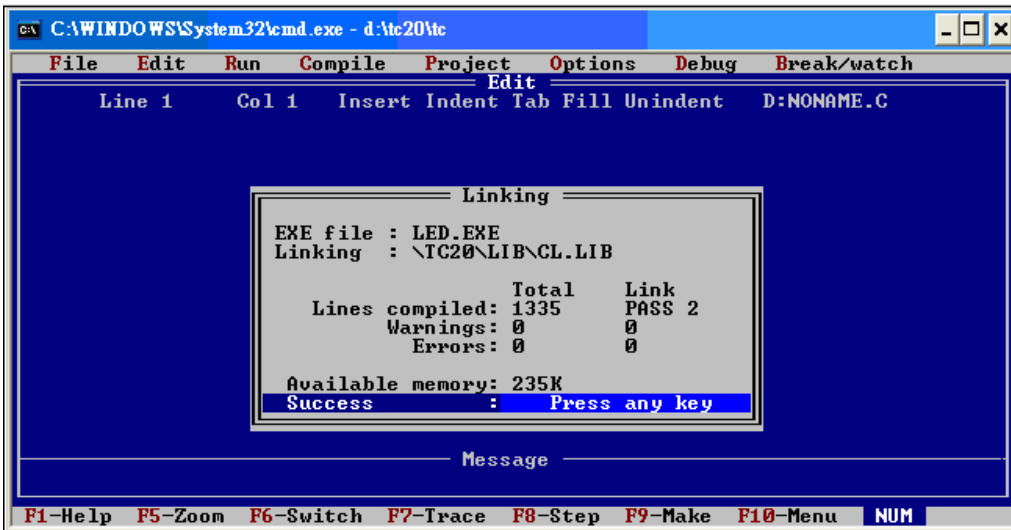 C:\WINDOWS\System32\cmd.exe - d:\tc20\tc
File Edit Run Compile Project Options Debug Break/watch
Edit
Line 1 Col 1 Insert Indent Tab Fill Unindent D:NONAME.C
Linking
EXE file : LED.EXE
Linking : \TC20\LIB\CL.LIB
Total Link
Lines compiled: 1335 PASS 2
Warnings: 0 0
Errors: 0 0
Available memory: 235K
Success : Press any key
Message
F1-Help F5-Zoom F6-Switch F7-Trace F8-Step F9-Make F10-Menu NUM